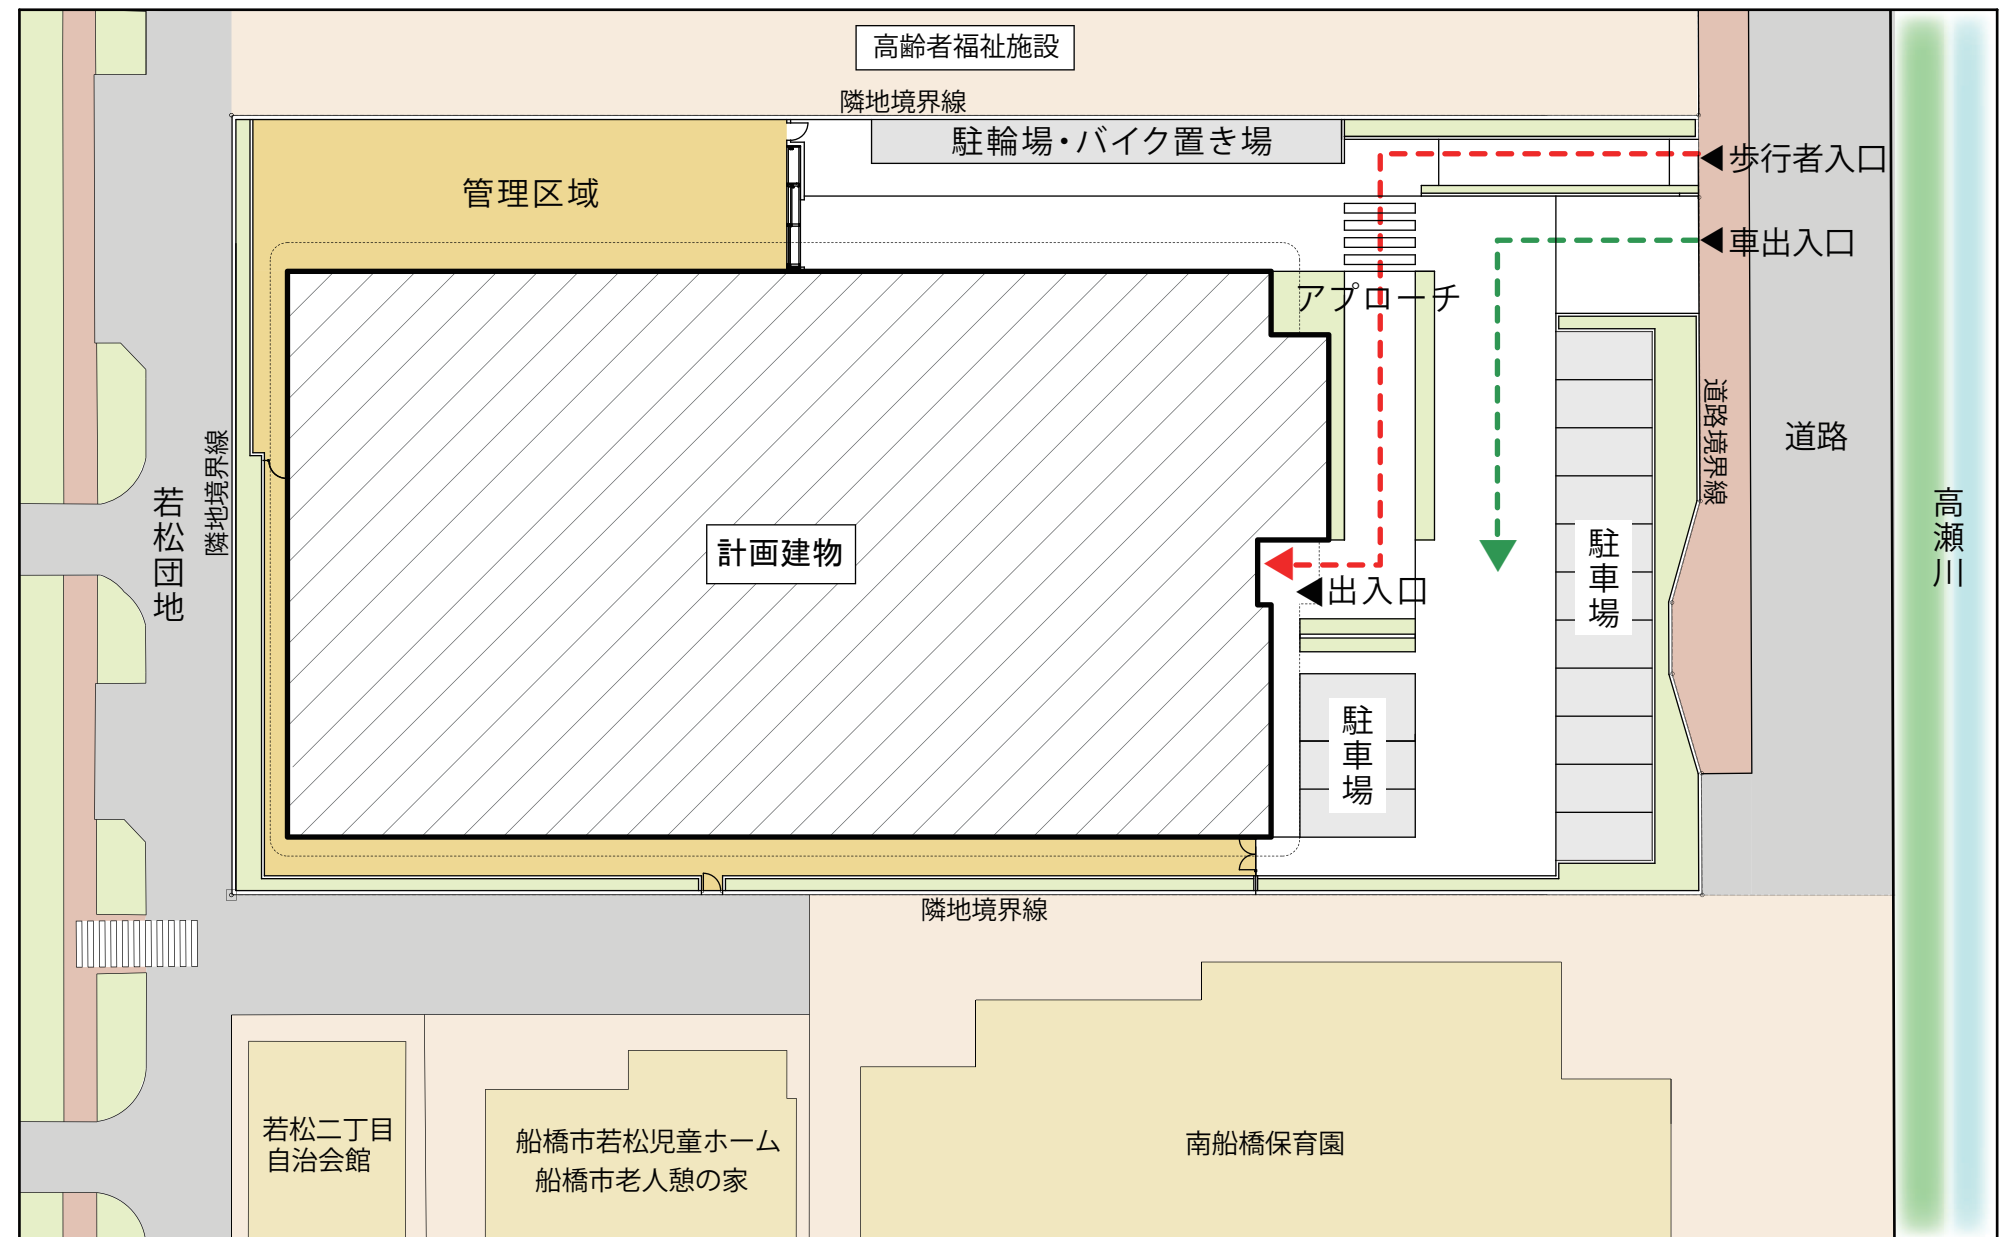 高齢者福祉施設
隣地境界線
駐輪場・バイク置き場
歩行者入口
管理区域
車出入口
アプローチ
道路境界線
道路
隣地境界線
若松団地
高瀬川
計画建物
駐車場
出入口
駐車場
隣地境界線
若松二丁目
自治会館
船橋市若松児童ホーム
船橋市老人憩の家
南船橋保育園